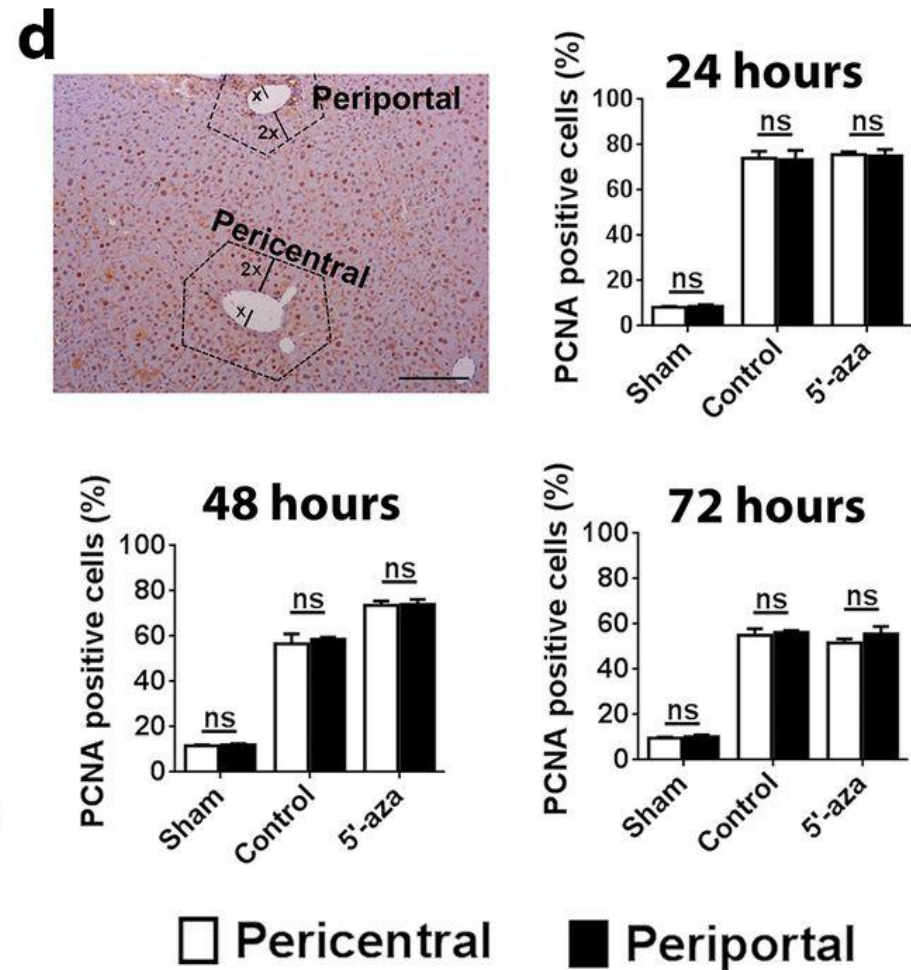 d
x
2x
Periportal
Pericentral
2x
x
24 hours
PCNA positive cells (%)
100
80
60
40
20
0
ns
ns
ns
Sham
Control
5'-aza
48 hours
PCNA positive cells (%)
100
80
60
40
20
0
ns
ns
ns
Sham
Control
5'-aza
72 hours
PCNA positive cells (%)
100
80
60
40
20
0
ns
ns
ns
Sham
Control
5'-aza
Pericentral
Periportal